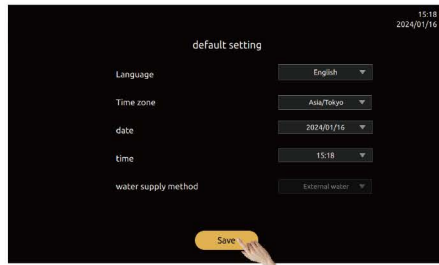 15:18
2024/01/16
default setting
Language English
Time zone Asia/Tokyo
date 2024/01/16
time 15:18
water supply method External water
Save